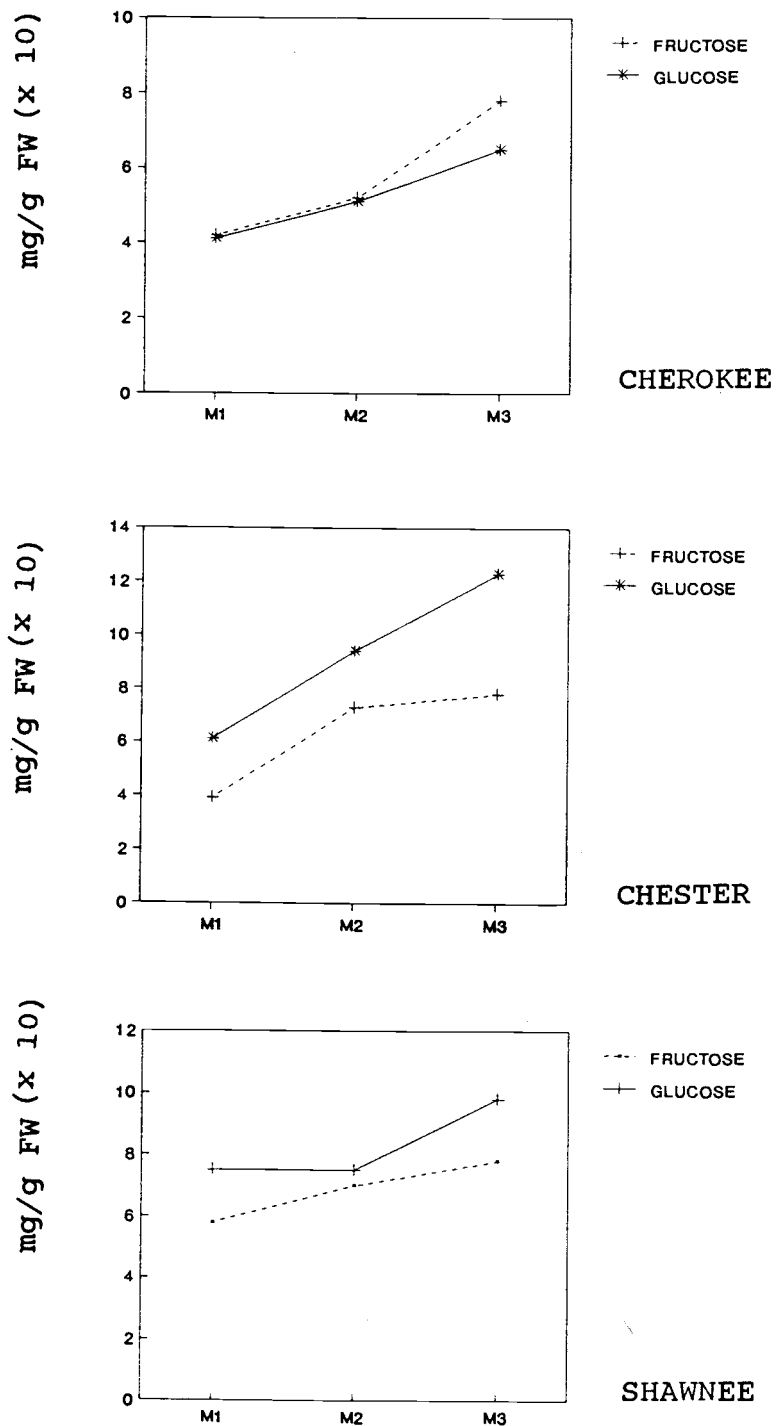 mg/g FW (x 10)
10
8
6
4
2
0
M1 M2 M3
FRUCTOSE
GLUCOSE
CHEROKEE
mg/g FW (x 10)
14
12
10
8
6
4
2
0
M1 M2 M3
FRUCTOSE
GLUCOSE
CHESTER
mg/g FW (x 10)
12
10
8
6
4
2
0
M1 M2 M3
FRUCTOSE
GLUCOSE
SHAWNEE